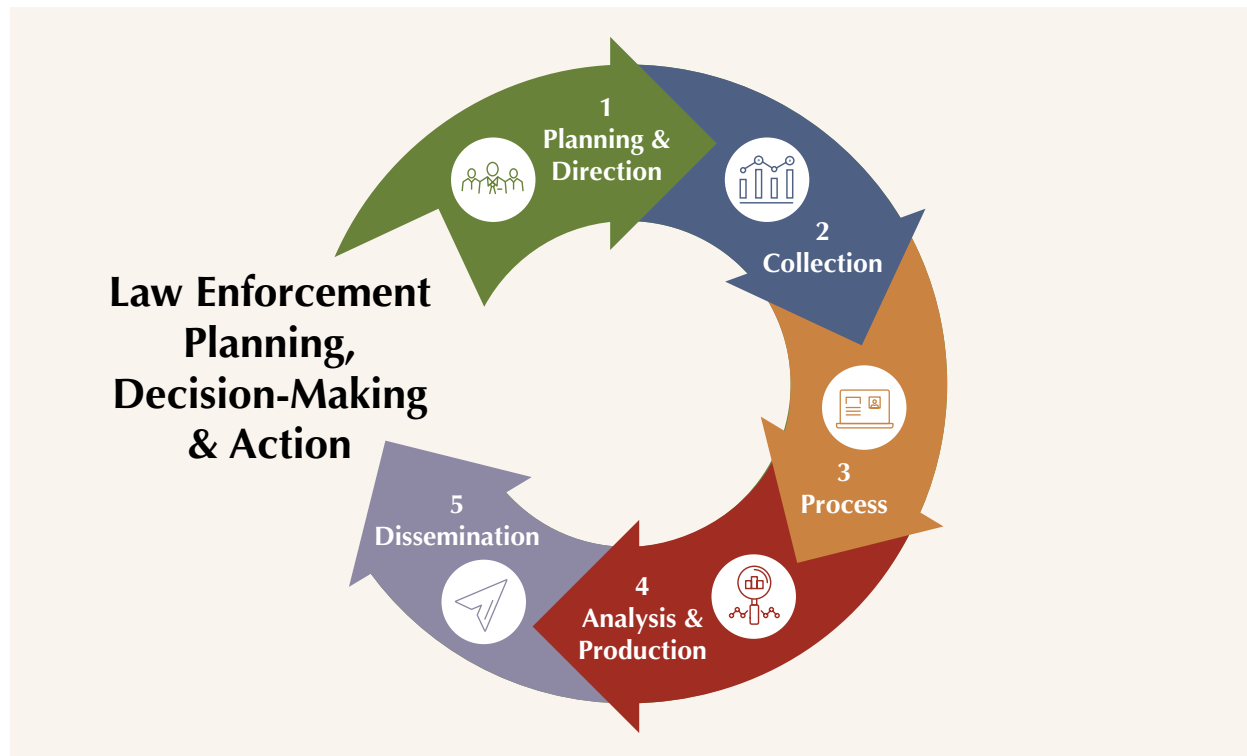 Law Enforcement
Planning,
Decision-Making
& Action
1
Planning &
Direction
2
Collection
3
Process
4
Analysis &
Production
5
Dissemination